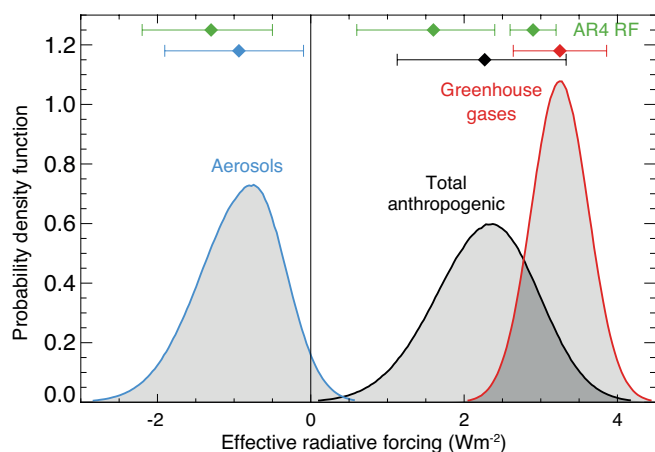 AR4 RF
Greenhouse
gases
Aerosols
Total
anthropogenic
Probability density function
1.2
1.0
0.8
0.6
0.4
0.2
0.0
-2
0
2
4
Effective radiative forcing (Wm-2)